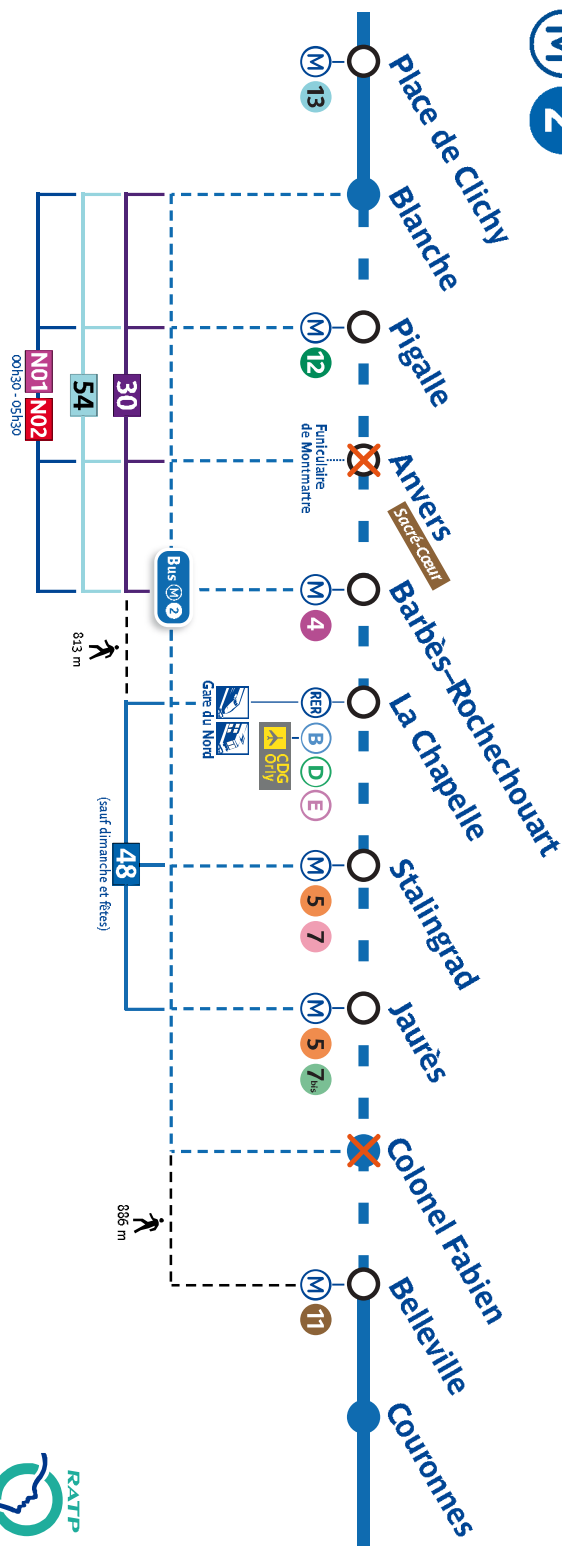 M 2
Place de Clichy
Blanche
Pigalle
Anvers
Sacré-Cœur
Barbès–Rochechouart
La Chapelle
Stalingrad
Jaurès
Colonel Fabien
Belleville
Couronnes
M 13
M 12
Funiculaire
de Montmartre
M 4
RER B D E
CDG
Orly
Gare du Nord
M 5 7
M 5 7bis
M 11
Bus M 2
30
54
N01 N02
00h30 - 05h30
813 m
48
(sauf dimanche et fêtes)
886 m
RATP